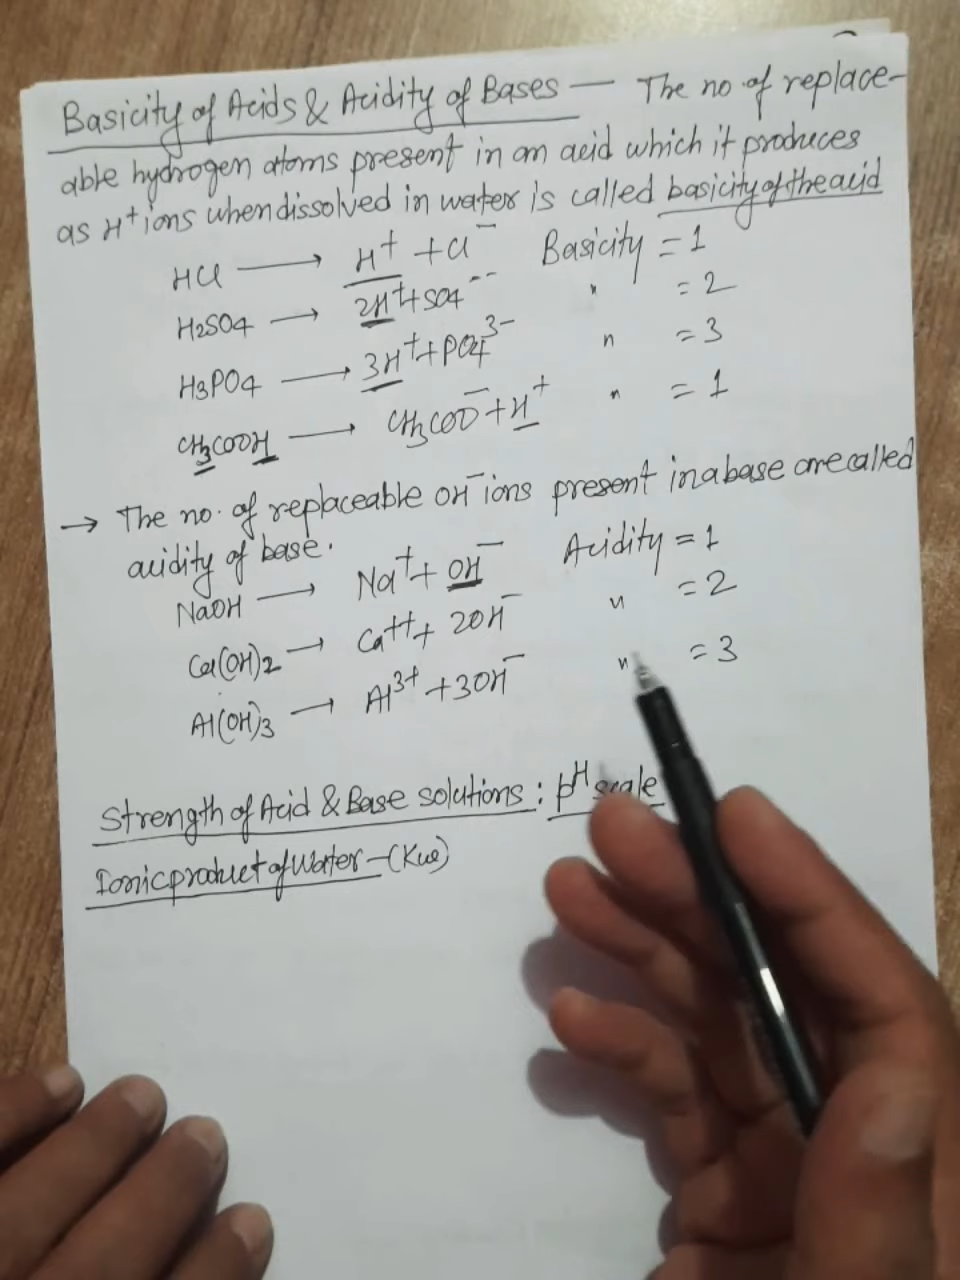 Basicity of Acids & Acidity of Bases — The no of replace-
able hydrogen atoms present in an acid which it produces
as H+ ions when dissolved in water is called basicity of the acid
HCl ⟶ H+ + Cl− Basicity = 1
H2SO4 ⟶ 2H+ + SO4-- " = 2
H3PO4 ⟶ 3H+ + PO4 3− " = 3
CH3COOH ⟶ CH3COO− + H+ " = 1
→ The no. of replaceable OH− ions present in a base are called
acidity of base.
NaOH ⟶ Na+ + OH− Acidity = 1
Ca(OH)2 ⟶ Ca++ + 2OH− " = 2
Al(OH)3 ⟶ Al3+ + 3OH− " = 3
Strength of Acid & Base solutions : pH scale
Ionic product of Water – (Kw)